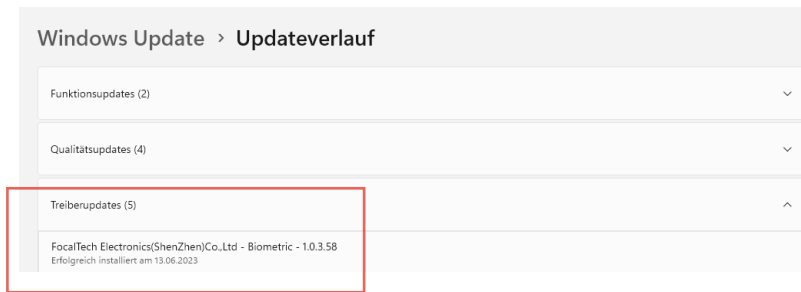 Windows Update > Updateverlauf
Funktionsupdates (2)
Qualitätsupdates (4)
Treiberupdates (5)
FocalTech Electronics(ShenZhen)Co.,Ltd - Biometric - 1.0.3.58
Erfolgreich installiert am 13.06.2023